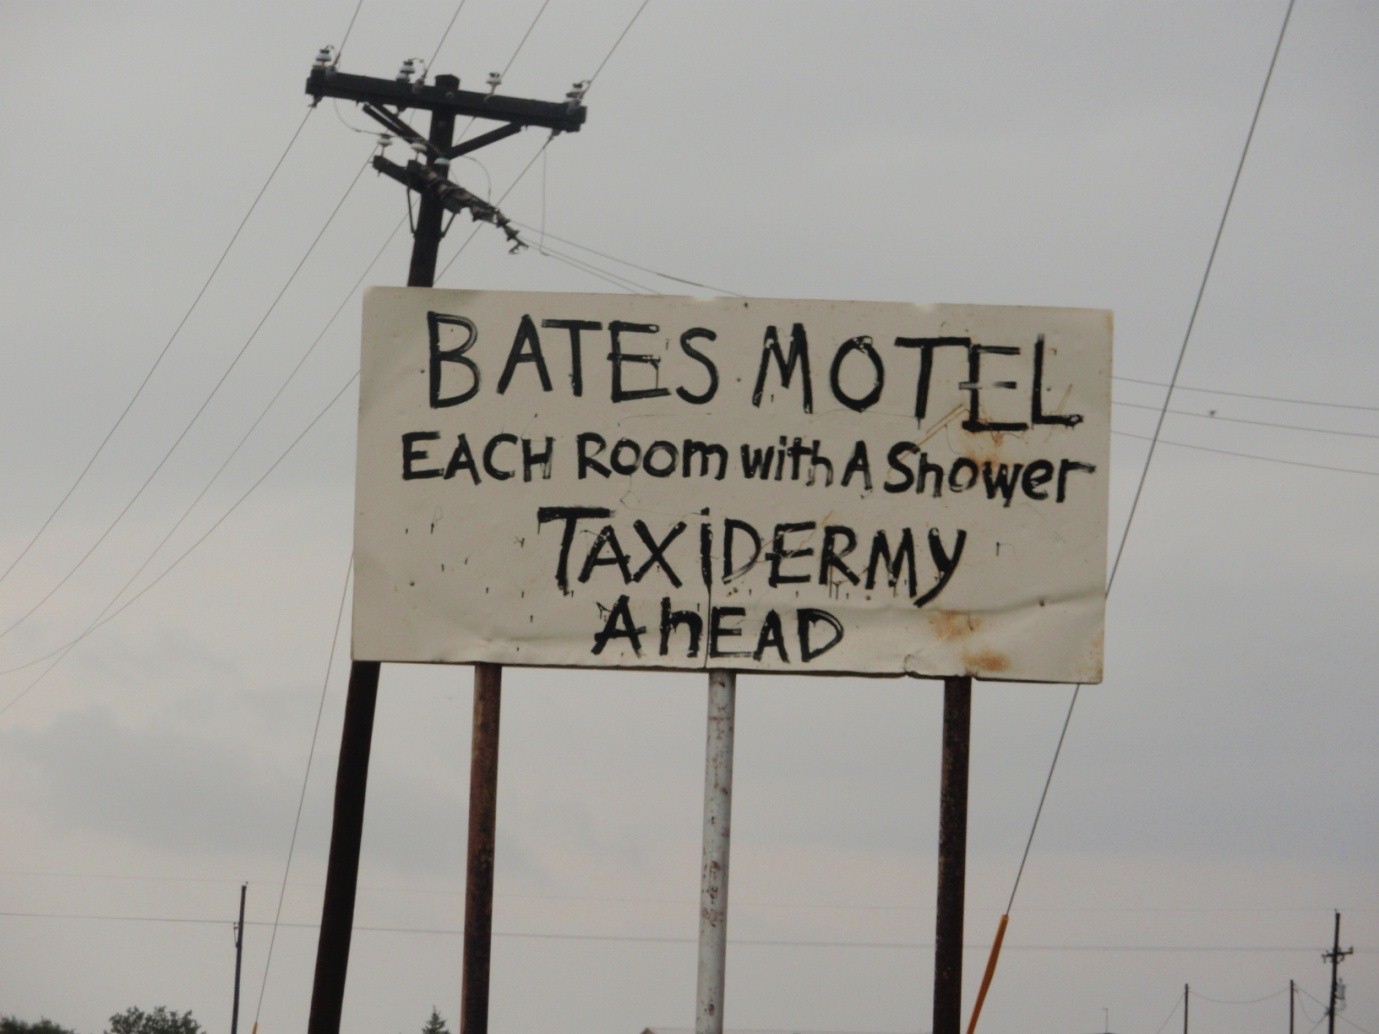 BATES MOTEL
EACH Room with A Shower
TAXiDERMY
AhEAD